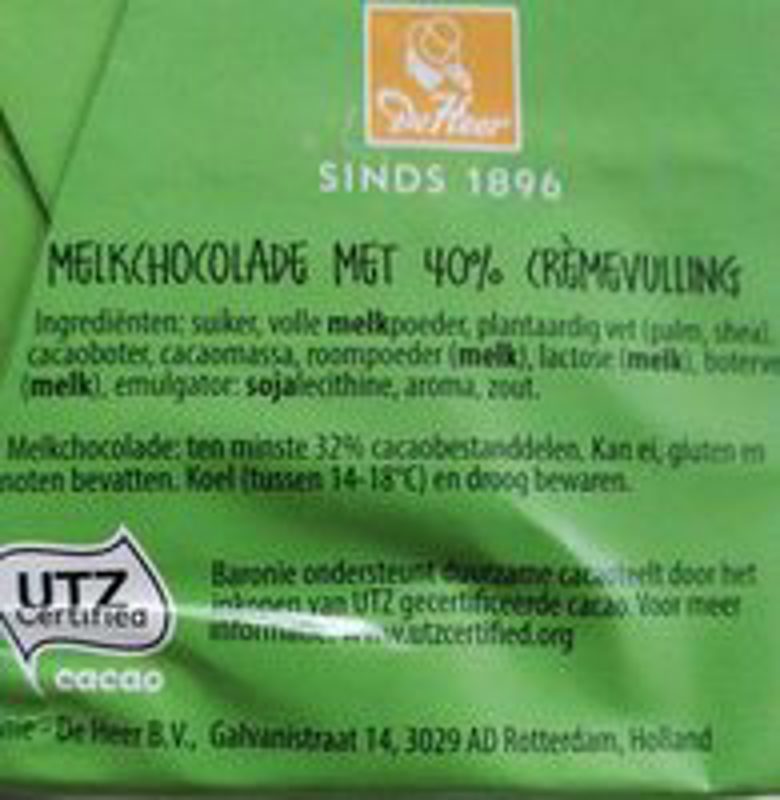 De Heer
SINDS 1896
MELKCHOCOLADE MET 40% CRÈMEVULLING
Ingrediënten: suiker, volle melkpoeder, plantaardig vet (palm, shea),
cacaoboter, cacaomassa, roompoeder (melk), lactose (melk), boterve
(melk), emulgator: sojalecithine, aroma, zout.
Melkchocolade: ten minste 32% cacaobestanddelen. Kan ei, gluten en
noten bevatten. Koel (tussen 14-18°C) en droog bewaren.
UTZ
Certified
cacao
Baronie ondersteunt duurzame cacaoteelt door het
inkopen van UTZ gecertificeerde cacao. Voor meer
www.utzcertified.org
De Heer B.V., Galvanistraat 14, 3029 AD Rotterdam, Holland